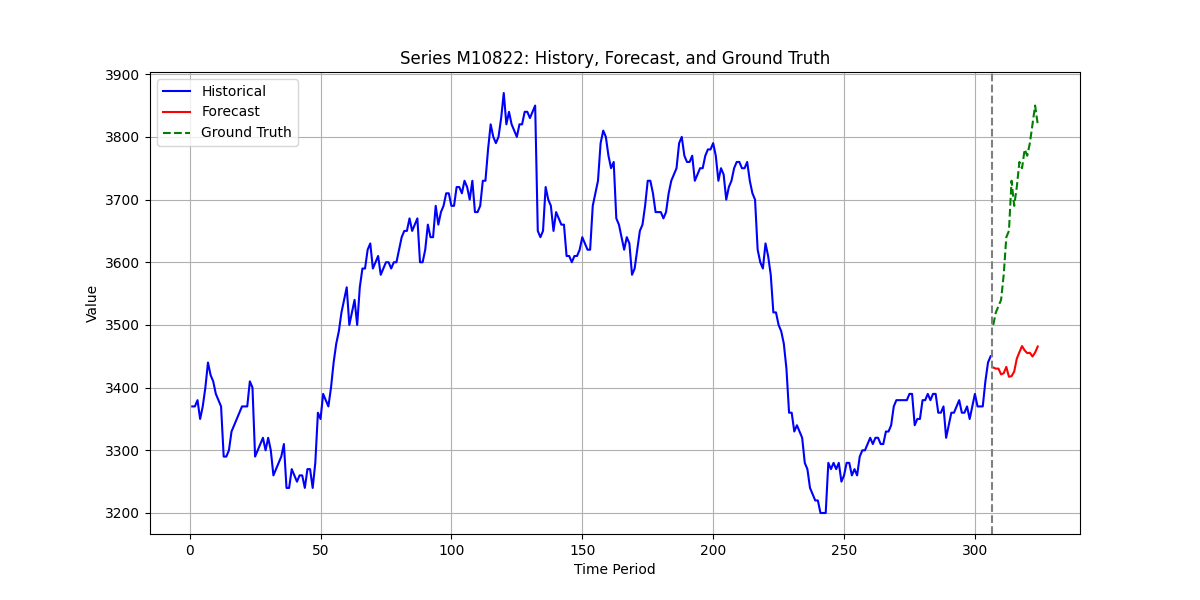 Series M10822: History, Forecast, and Ground Truth
Historical
Forecast
Ground Truth
3900
3800
3700
3600
3500
3400
3300
3200
Value
0 50 100 150 200 250 300
Time Period